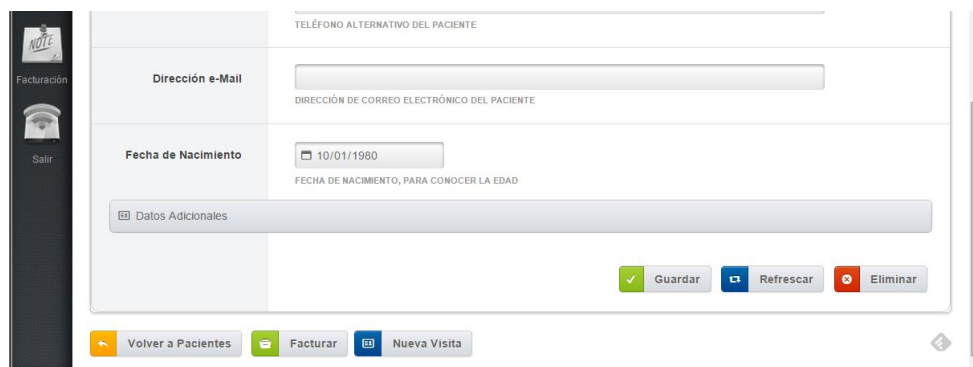 TELÉFONO ALTERNATIVO DEL PACIENTE
NOTE
Facturación
Dirección e-Mail
DIRECCIÓN DE CORREO ELECTRÓNICO DEL PACIENTE
Salir
Fecha de Nacimiento
10/01/1980
FECHA DE NACIMIENTO, PARA CONOCER LA EDAD
Datos Adicionales
Guardar Refrescar Eliminar
Volver a Pacientes Facturar Nueva Visita